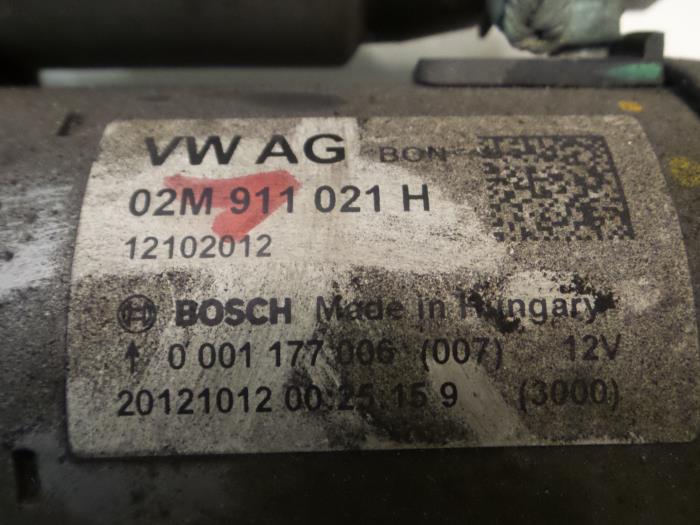 VW AG BON
02M 911 021 H
12102012
BOSCH Made in Hungary
↑ 0 001 177 006 (007) 12V
20121012 00:25.15 9 (3000)